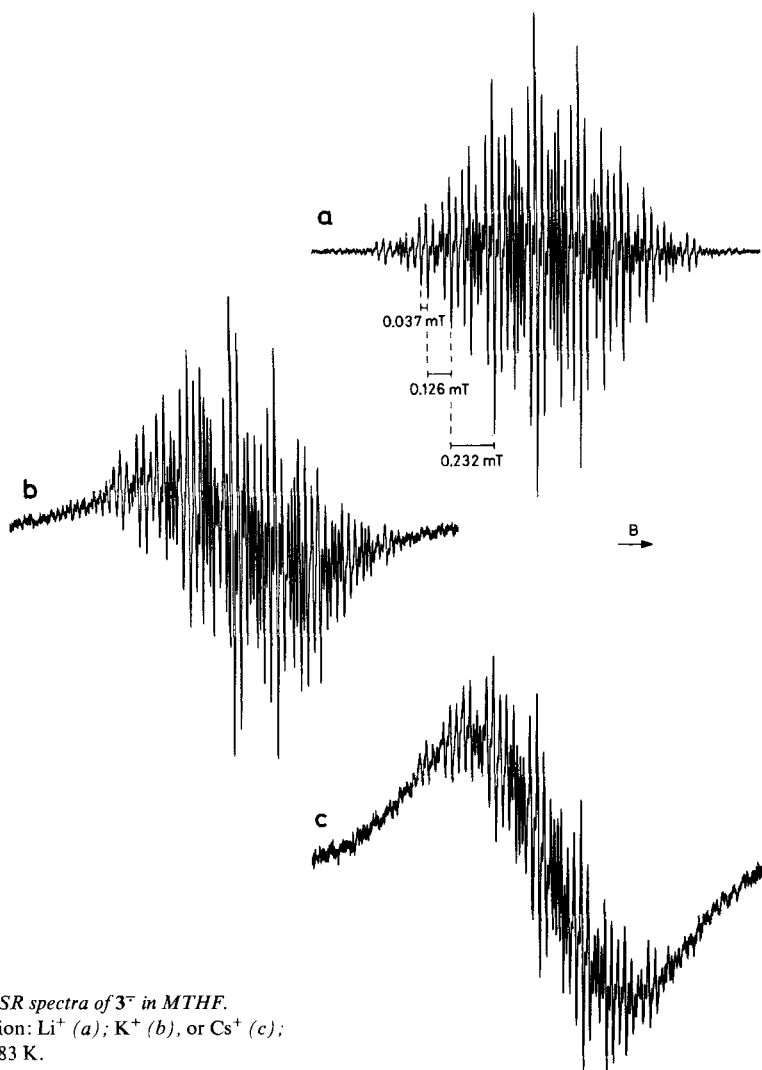 a
0.037 mT
0.126 mT
0.232 mT
b
B
c
SR spectra of 3⁻ in MTHF.
ion: Li⁺ (a); K⁺ (b), or Cs⁺ (c);
83 K.